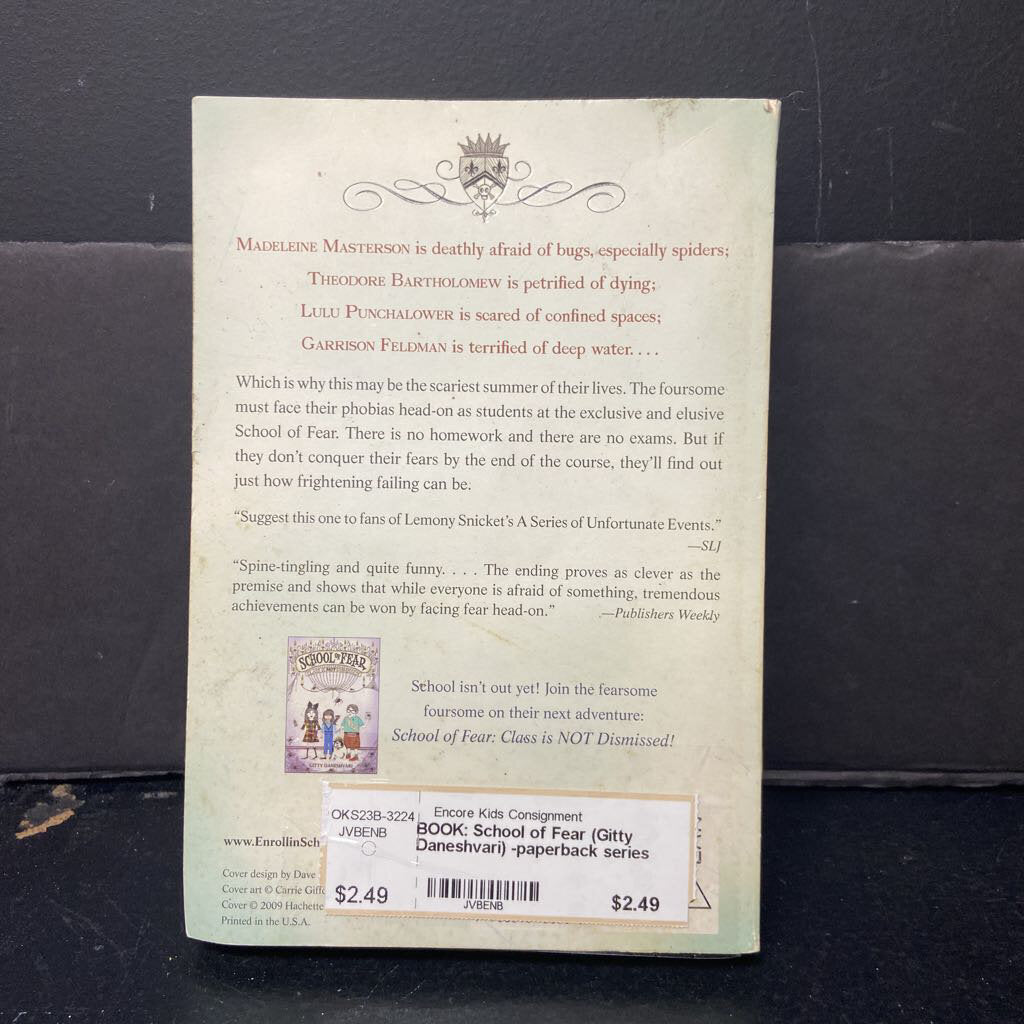 MADELEINE MASTERSON is deathly afraid of bugs, especially spiders;
THEODORE BARTHOLOMEW is petrified of dying;
LULU PUNCHALOWER is scared of confined spaces;
GARRISON FELDMAN is terrified of deep water. . . .
Which is why this may be the scariest summer of their lives. The foursome
must face their phobias head-on as students at the exclusive and elusive
School of Fear. There is no homework and there are no exams. But if
they don't conquer their fears by the end of the course, they'll find out
just how frightening failing can be.
“Suggest this one to fans of Lemony Snicket's A Series of Unfortunate Events.”
—SLJ
“Spine-tingling and quite funny. . . . The ending proves as clever as the
premise and shows that while everyone is afraid of something, tremendous
achievements can be won by facing fear head-on.” —Publishers Weekly
SCHOOL of FEAR
GITTY DANESHVARI
School isn't out yet! Join the fearsome
foursome on their next adventure:
School of Fear: Class is NOT Dismissed!
www.EnrollinSch
Cover design by Dave
Cover art © Carrie Giffo
Cover © 2009 Hachette
Printed in the U.S.A.
OKS23B-3224
JVBENB
$2.49
Encore Kids Consignment
BOOK: School of Fear (Gitty
Daneshvari) -paperback series
JVBENB
$2.49